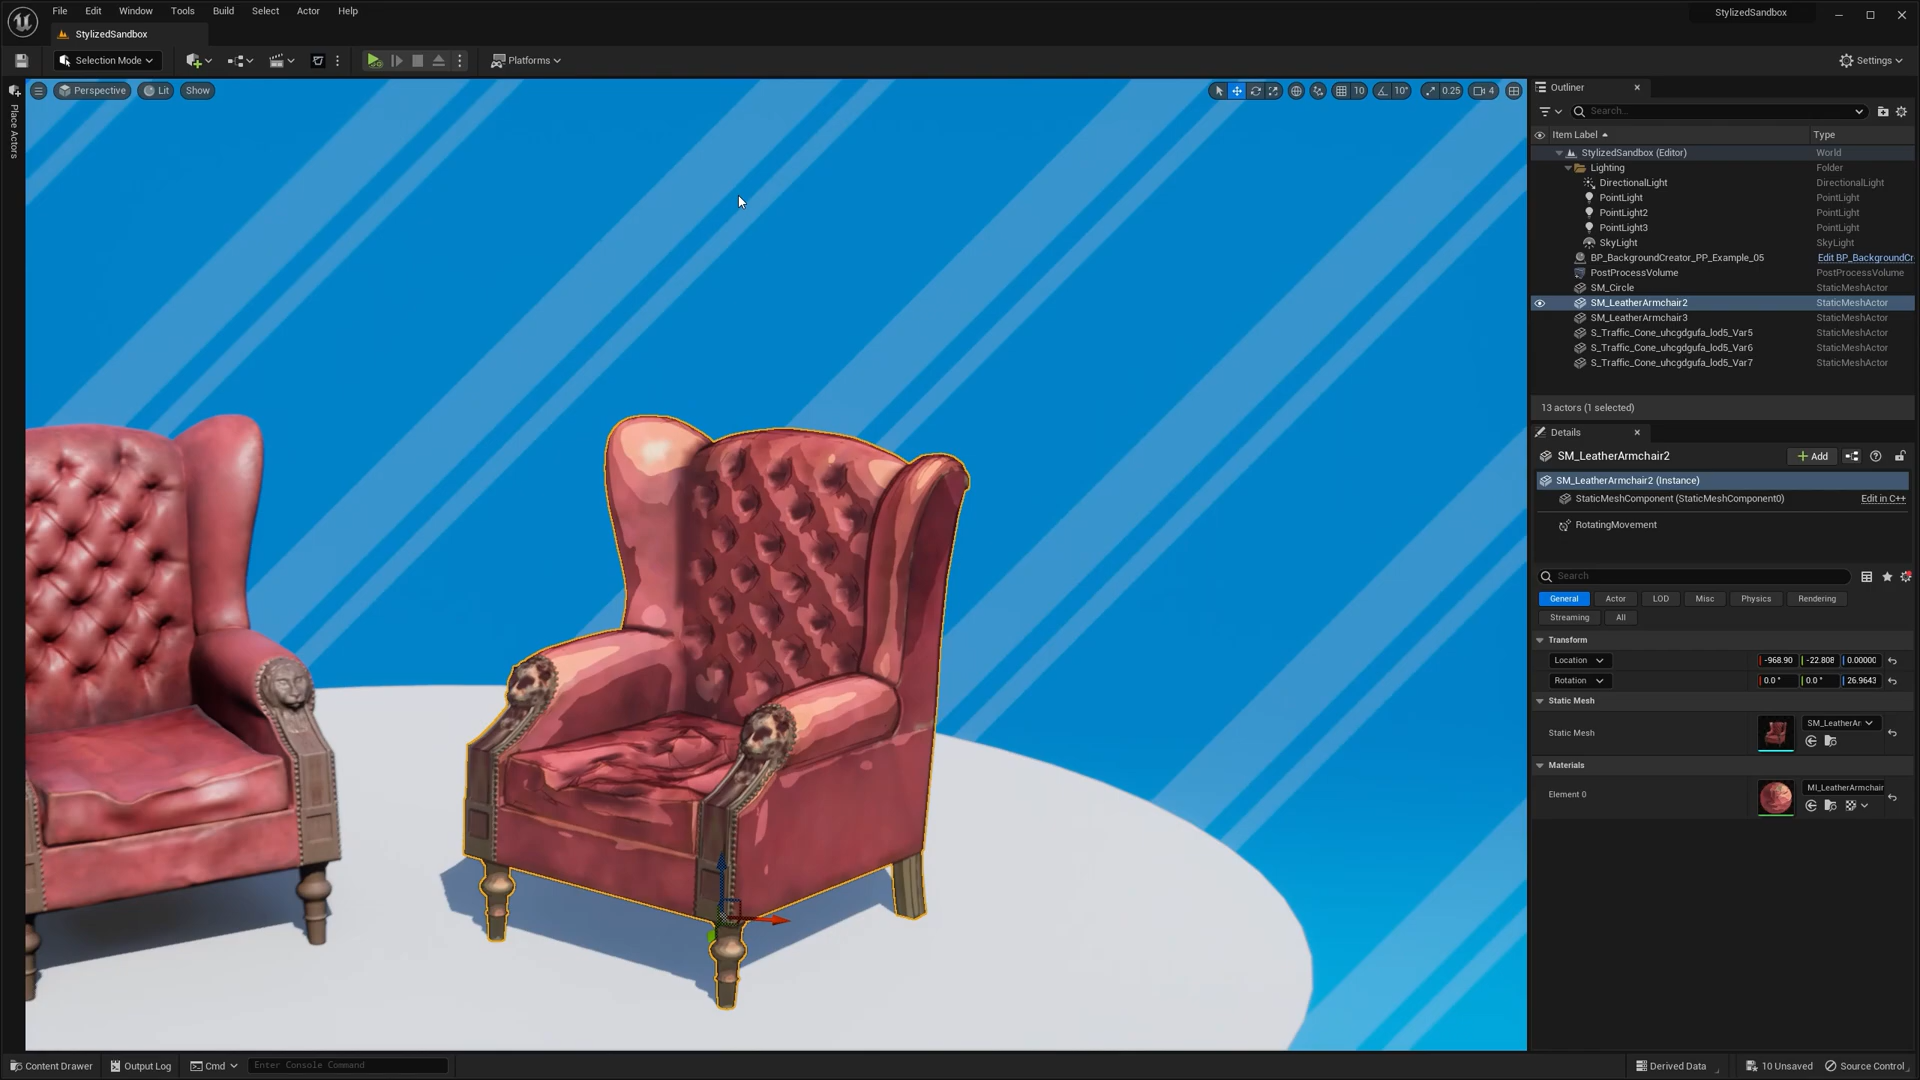 File Edit Window Tools Build Select Actor Help
StylizedSandbox
StylizedSandbox
Selection Mode
Platforms
Settings
Place Actors
Perspective Lit Show
10 10° 0.25 4
Outliner
Search...
Item Label Type
StylizedSandbox (Editor) World
Lighting Folder
DirectionalLight DirectionalLight
PointLight PointLight
PointLight2 PointLight
PointLight3 PointLight
SkyLight SkyLight
BP_BackgroundCreator_PP_Example_05 Edit BP_BackgroundCr
PostProcessVolume PostProcessVolume
SM_Circle StaticMeshActor
SM_LeatherArmchair2 StaticMeshActor
SM_LeatherArmchair3 StaticMeshActor
S_Traffic_Cone_uhcgdgufa_lod5_Var5 StaticMeshActor
S_Traffic_Cone_uhcgdgufa_lod5_Var6 StaticMeshActor
S_Traffic_Cone_uhcgdgufa_lod5_Var7 StaticMeshActor
13 actors (1 selected)
Details
SM_LeatherArmchair2
Add
SM_LeatherArmchair2 (Instance)
StaticMeshComponent (StaticMeshComponent0) Edit in C++
RotatingMovement
Search
General Actor LOD Misc Physics Rendering
Streaming All
Transform
Location -968.90 -22.808 0.00000
Rotation 0.0 ° 0.0 ° 26.9643
Static Mesh
Static Mesh SM_LeatherAr
Materials
Element 0 MI_LeatherArmchair
Content Drawer Output Log Cmd Enter Console Command
Derived Data 10 Unsaved Source Control